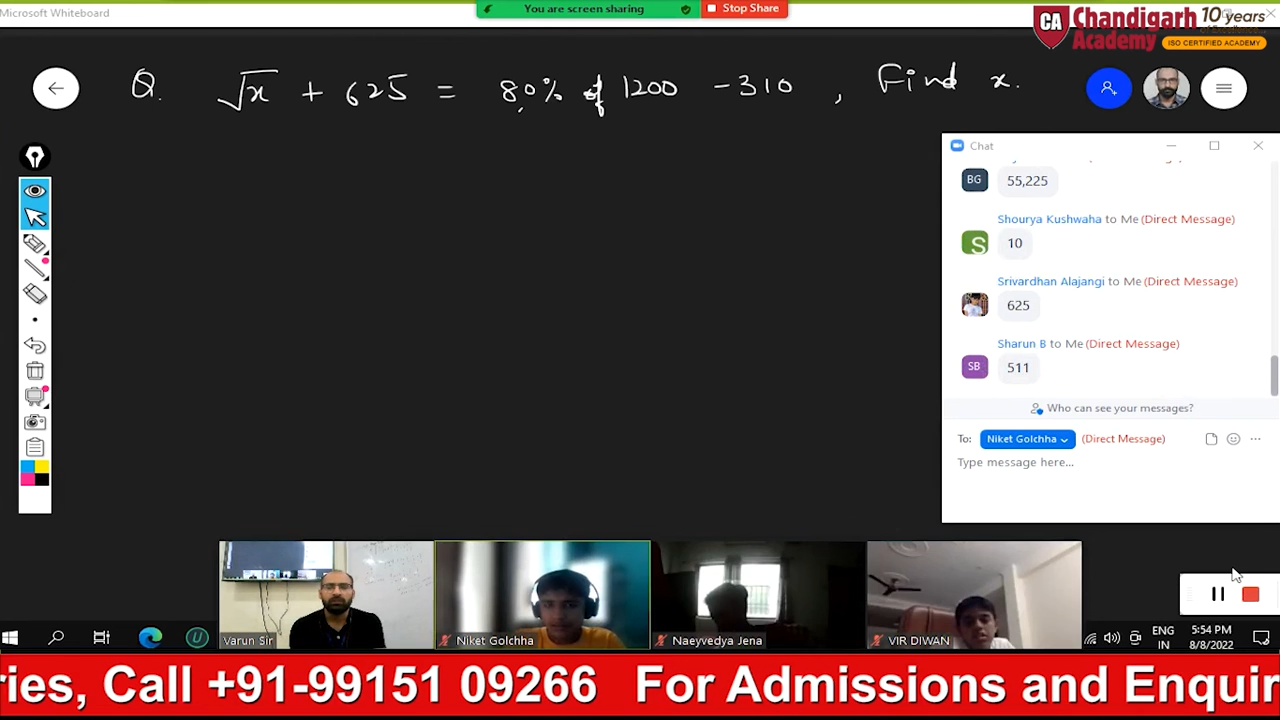 Microsoft Whiteboard
You are screen sharing
Stop Share
CA Chandigarh Academy
10 years
ISO CERTIFIED ACADEMY
Q. √x + 625 = 80% of 1200 - 310 , Find x.
Chat
BG
55,225
Shourya Kushwaha to Me (Direct Message)
S
10
Srivardhan Alajangi to Me (Direct Message)
625
Sharun B to Me (Direct Message)
SB
511
Who can see your messages?
To: Niket Golchha (Direct Message)
Type message here...
Varun Sir
Niket Golchha
Naeyvedya Jena
VIR DIWAN
ENG
IN
5:54 PM
8/8/2022
ries, Call +91-99151 09266 For Admissions and Enquir